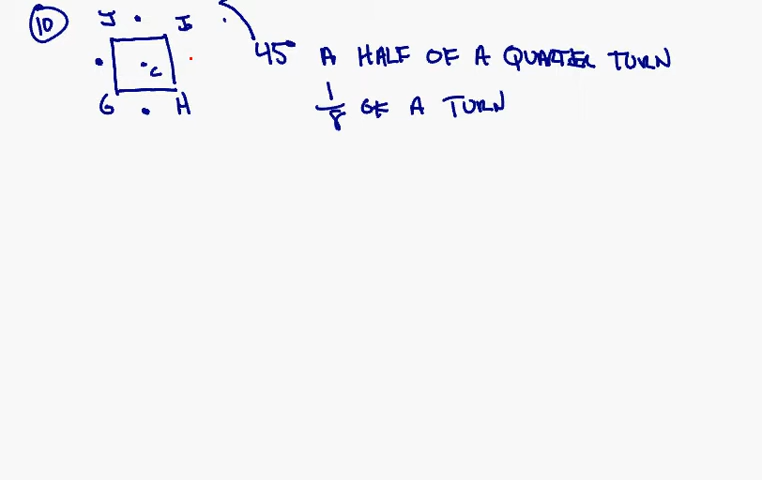 10
J I
45° A HALF OF A QUARTER TURN
C
G H
1/8 OF A TURN